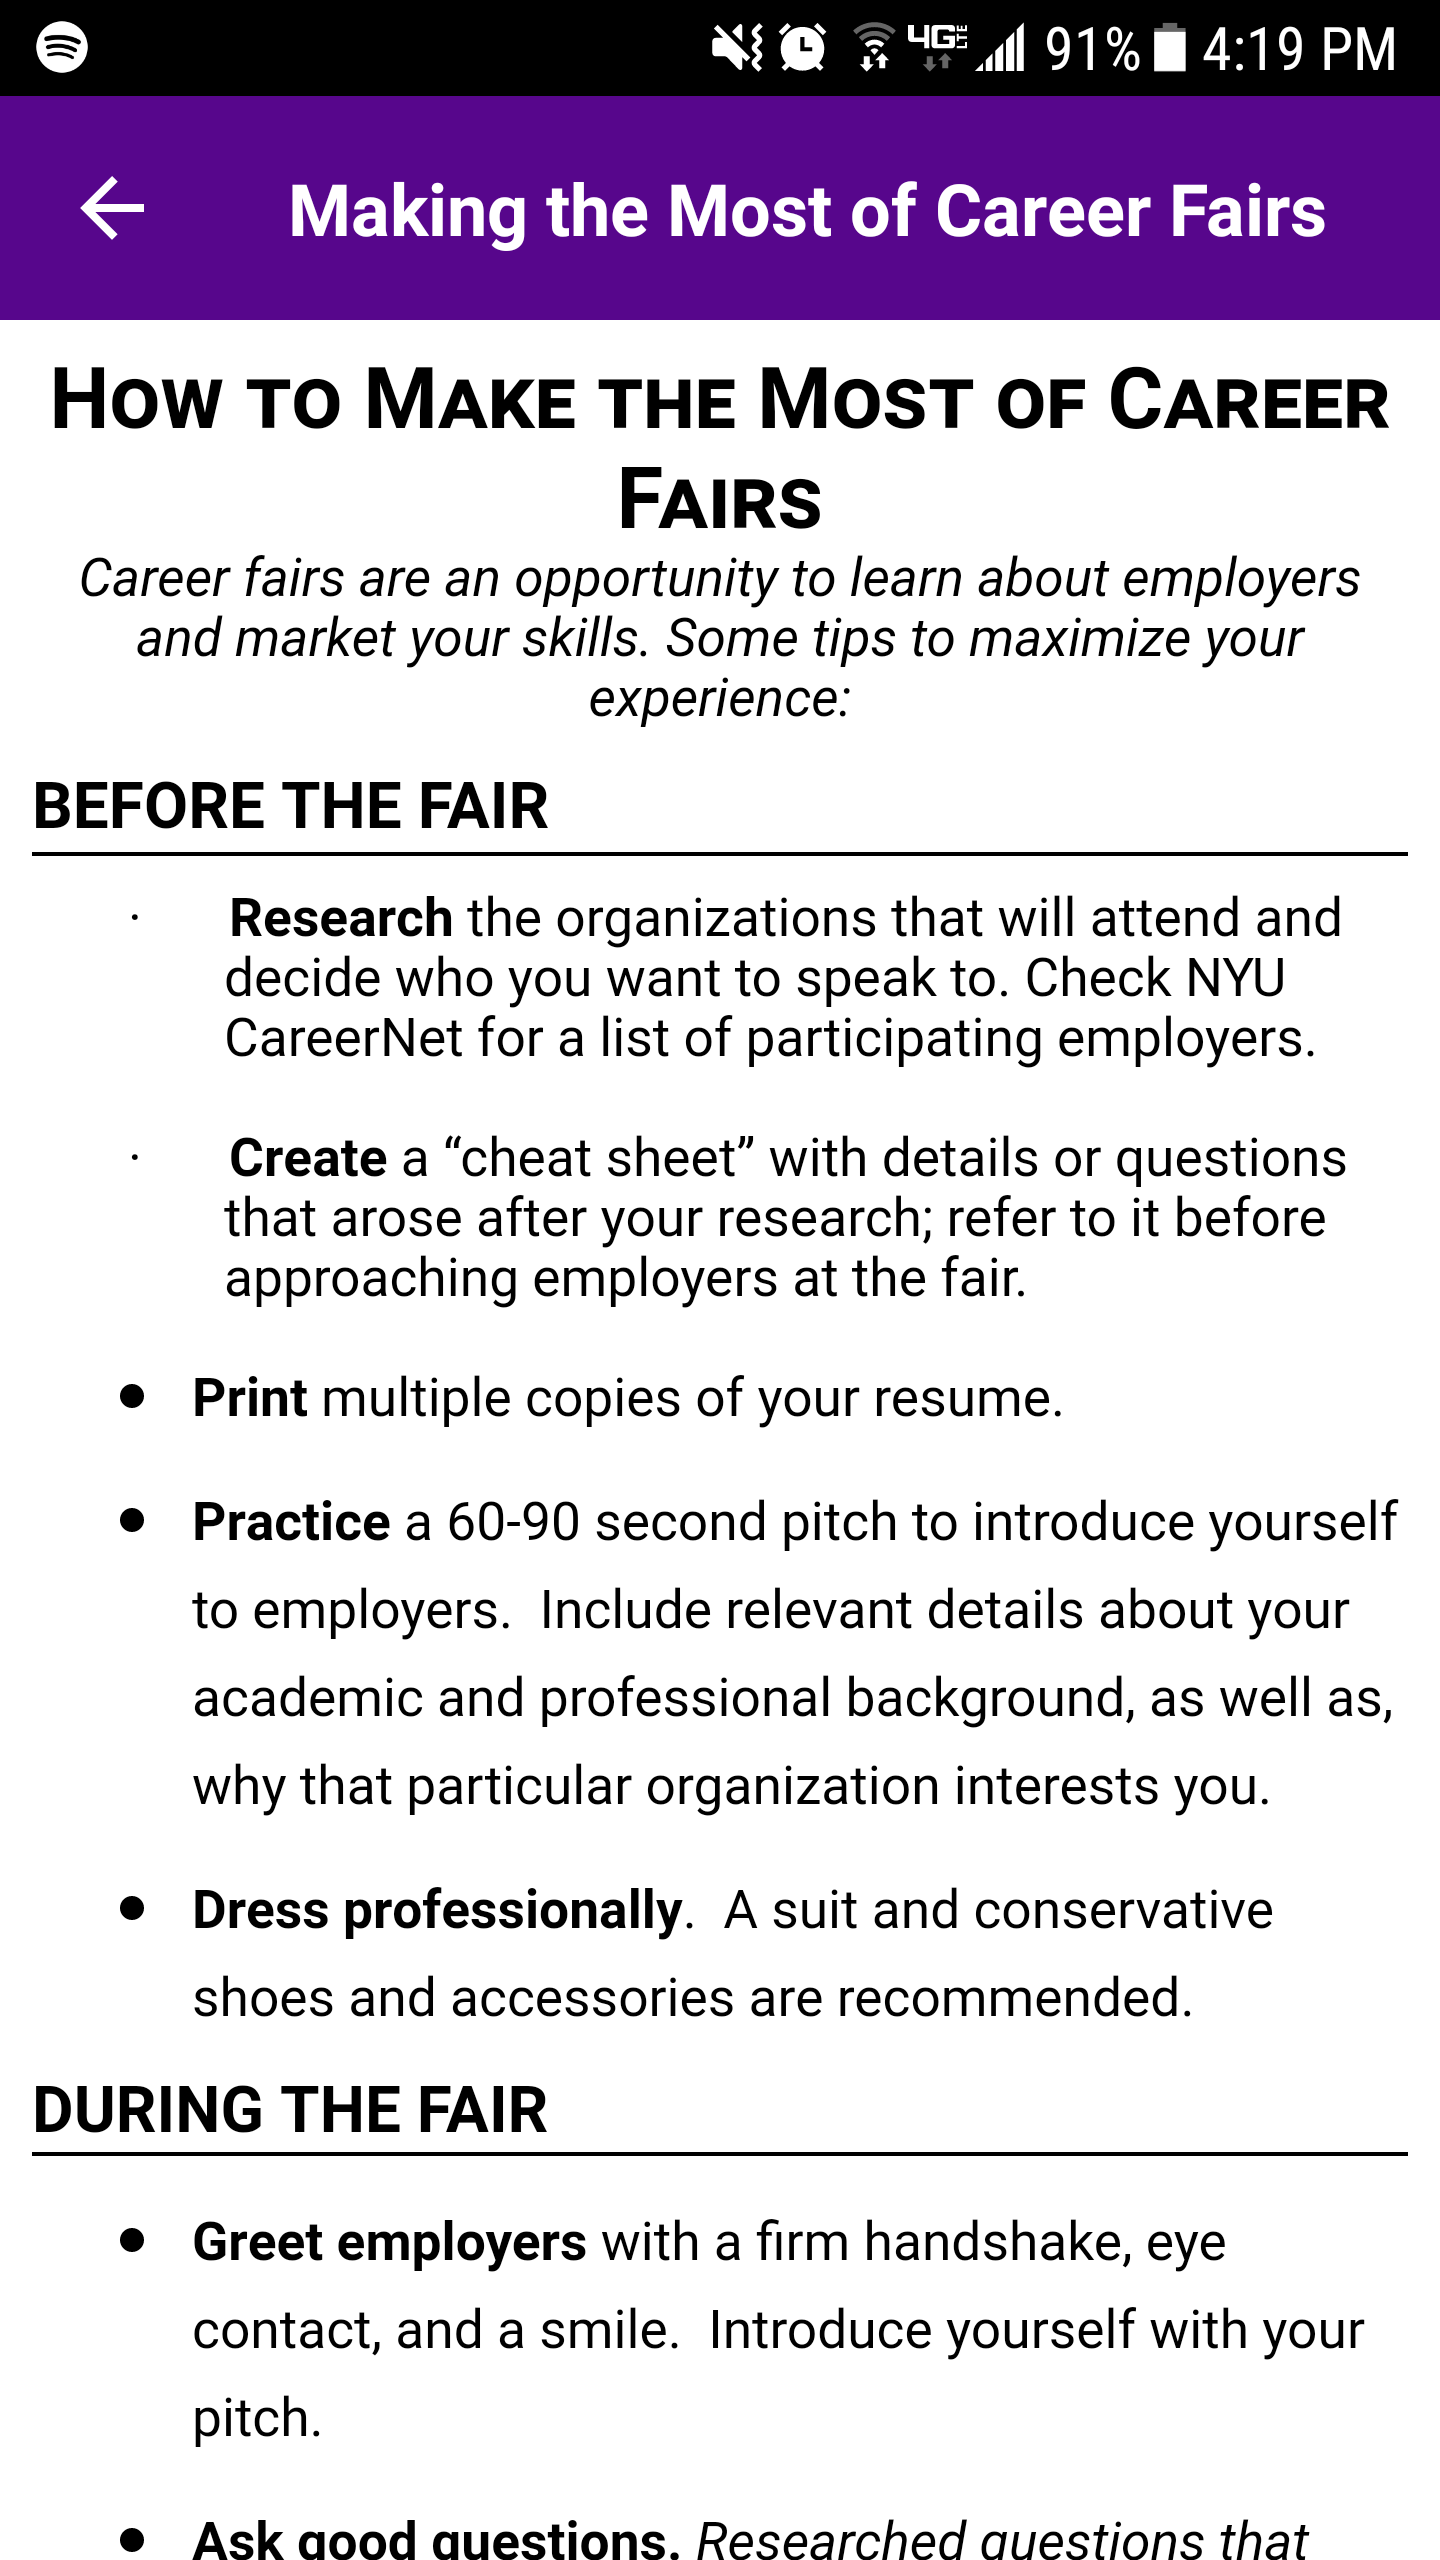 4G LTE 91% 4:19 PM
Making the Most of Career Fairs
How to Make the Most of Career
Fairs
Career fairs are an opportunity to learn about employers
and market your skills. Some tips to maximize your
experience:
BEFORE THE FAIR
· Research the organizations that will attend and
decide who you want to speak to. Check NYU
CareerNet for a list of participating employers.
· Create a “cheat sheet” with details or questions
that arose after your research; refer to it before
approaching employers at the fair.
● Print multiple copies of your resume.
● Practice a 60-90 second pitch to introduce yourself
to employers.  Include relevant details about your
academic and professional background, as well as,
why that particular organization interests you.
● Dress professionally.  A suit and conservative
shoes and accessories are recommended.
DURING THE FAIR
● Greet employers with a firm handshake, eye
contact, and a smile.  Introduce yourself with your
pitch.
● Ask good questions. Researched questions that